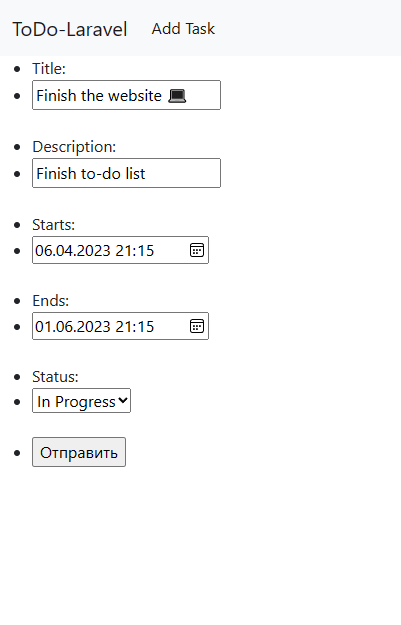 ToDo-Laravel Add Task
Title:
Finish the website 💻
Description:
Finish to-do list
Starts:
06.04.2023 21:15
Ends:
01.06.2023 21:15
Status:
In Progress
Отправить